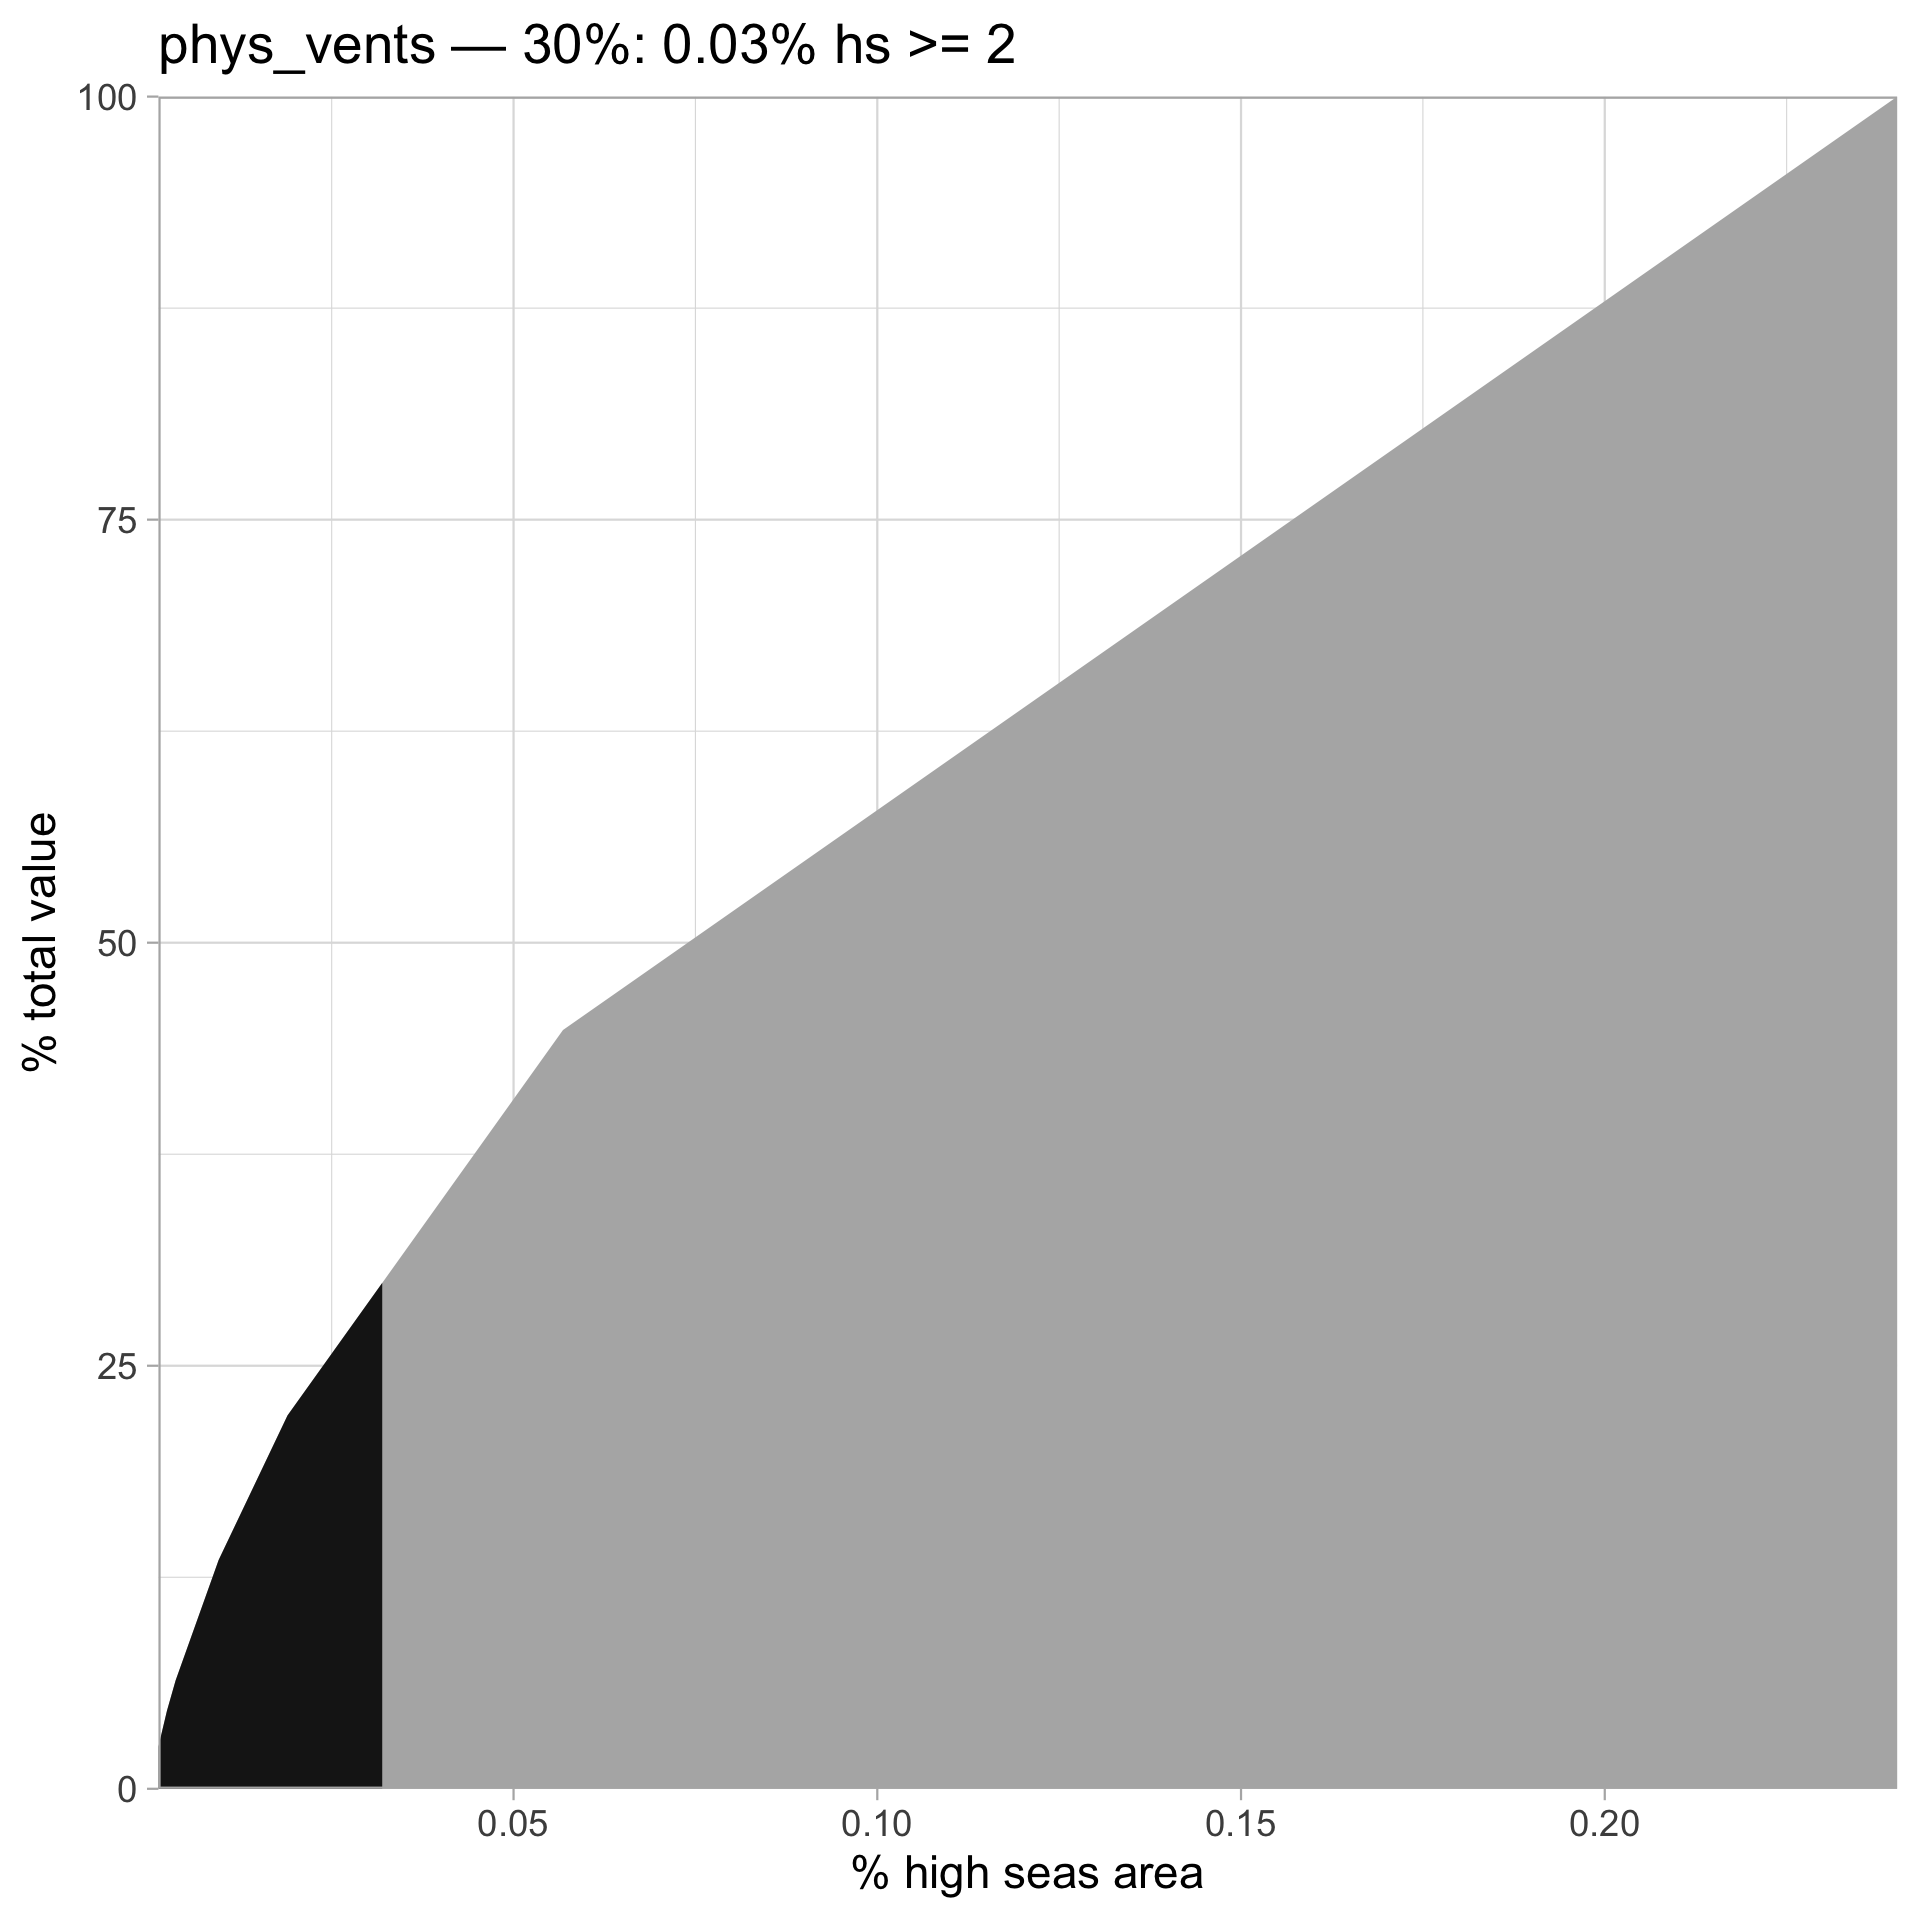 phys_vents — 30%: 0.03% hs >= 2
100
75
50
25
0
% total value
0.05 0.10 0.15 0.20
% high seas area